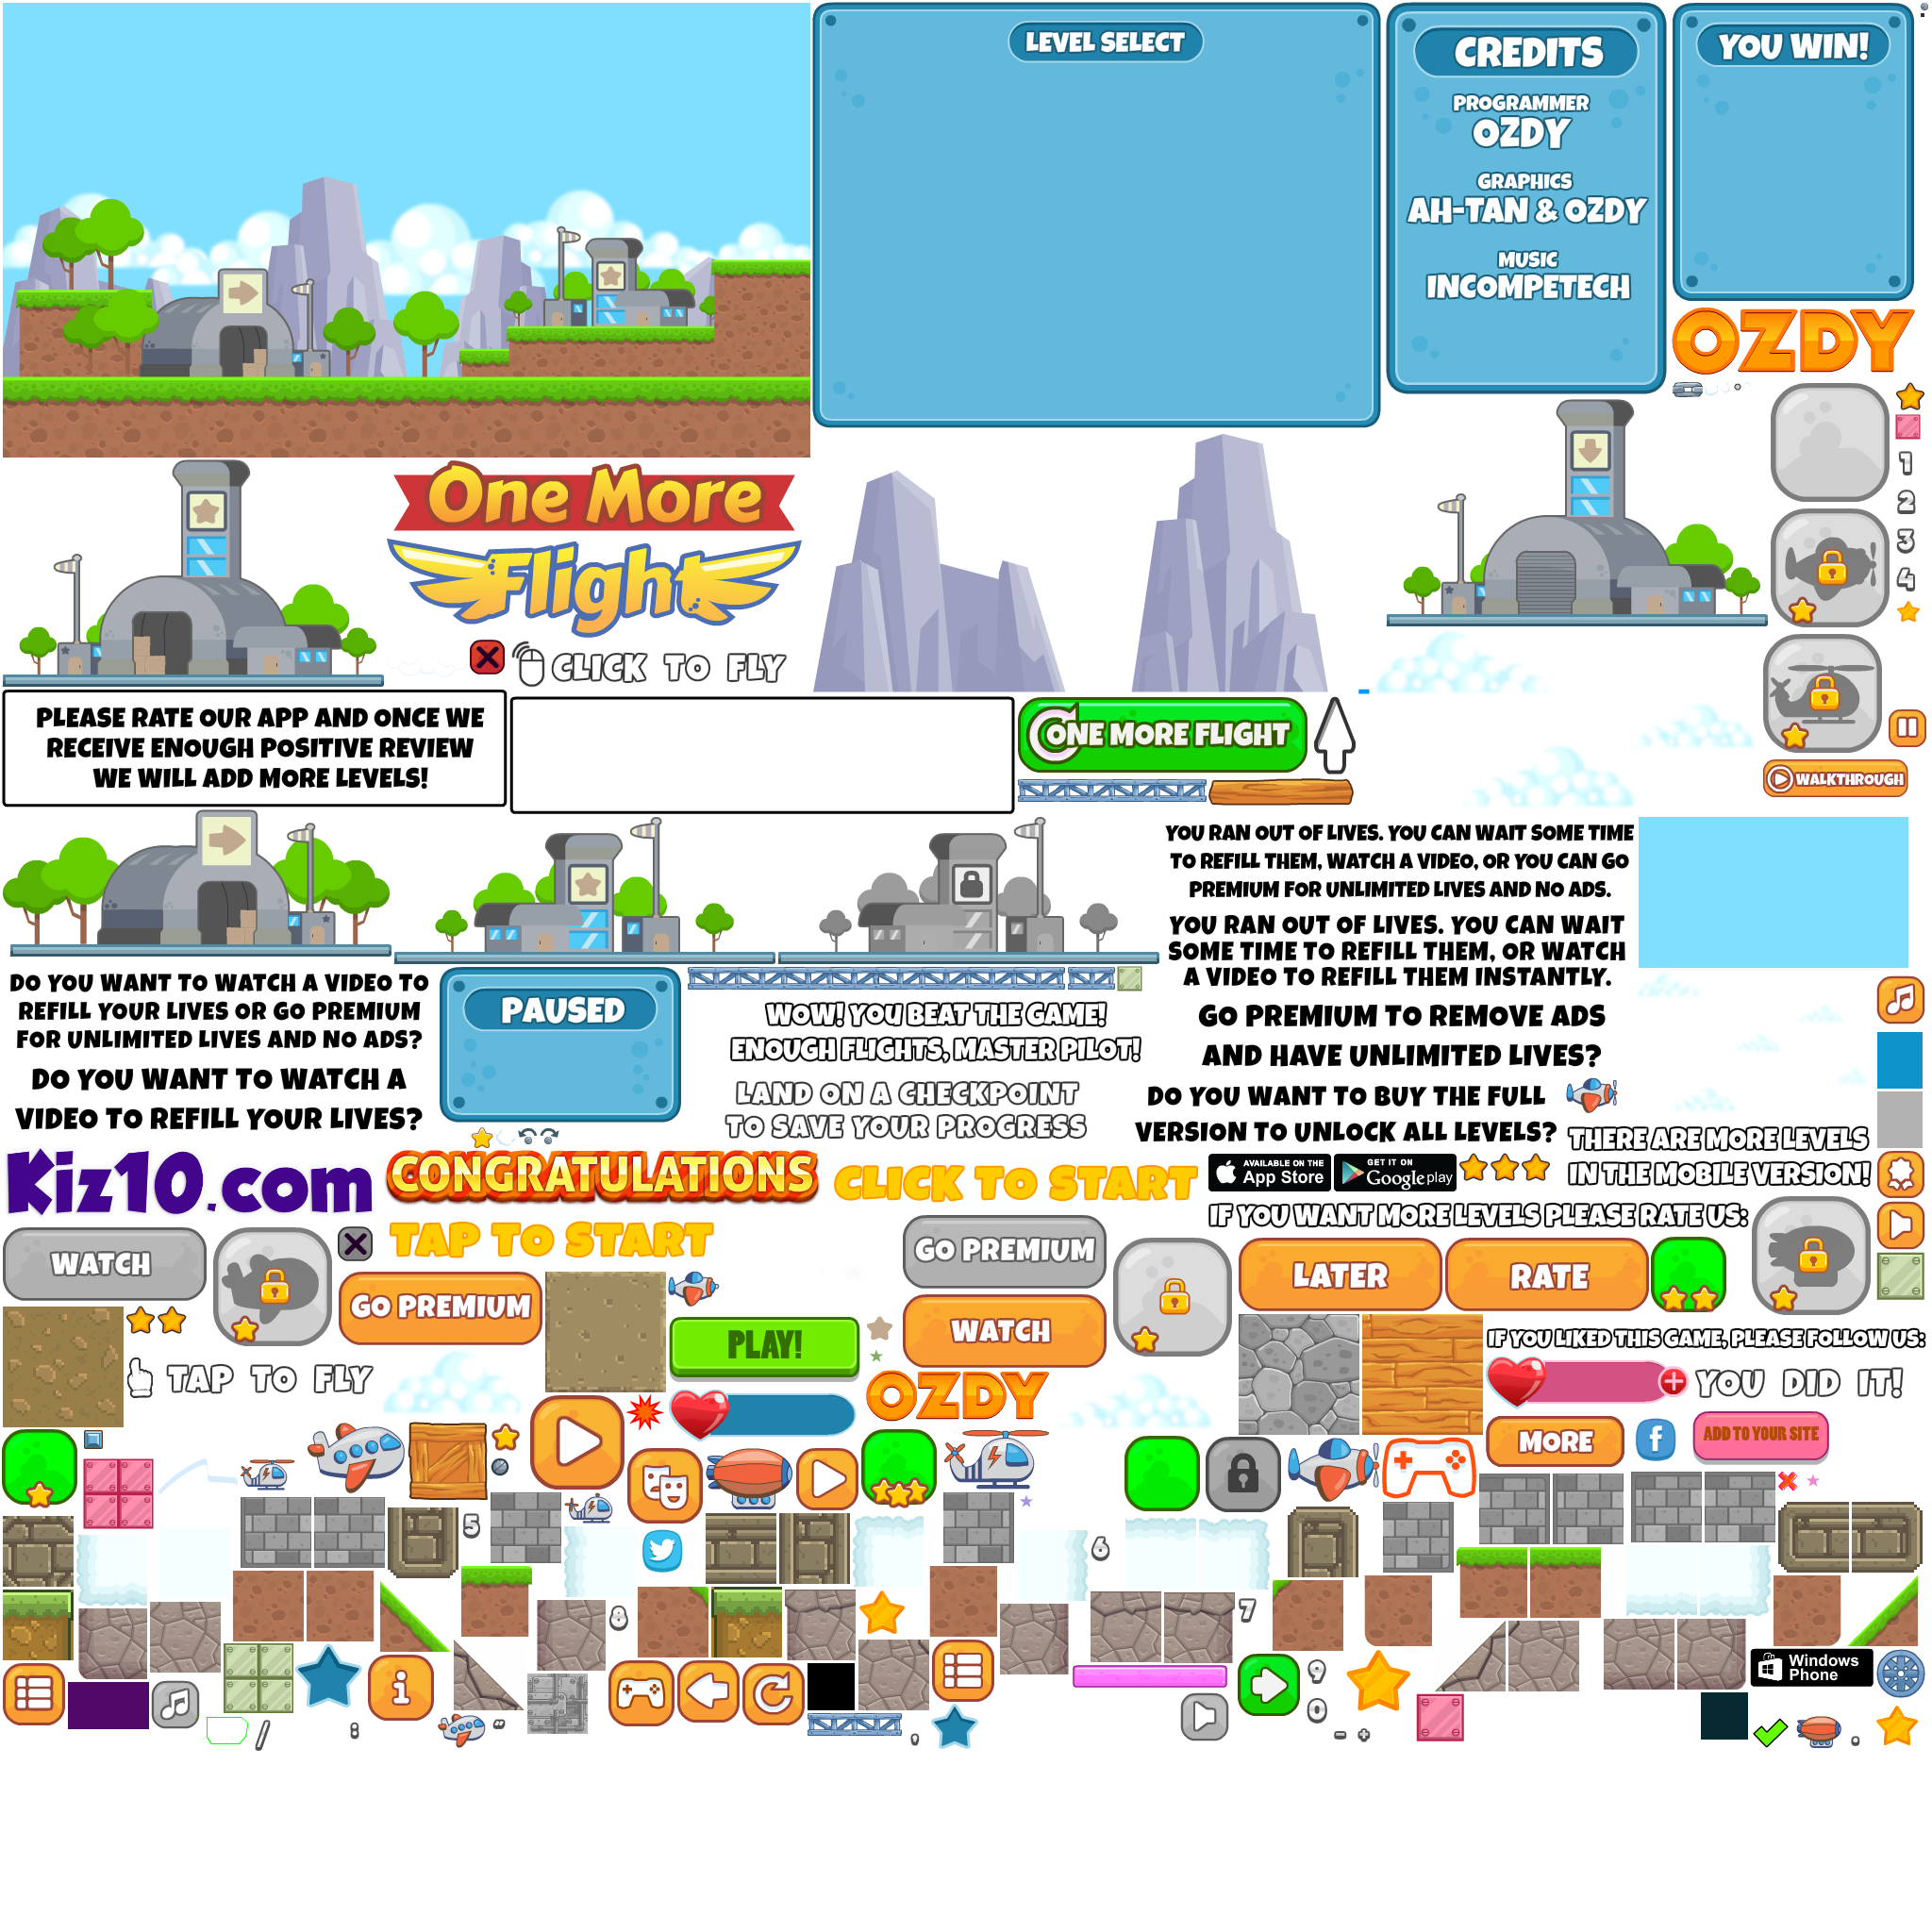 LEVEL SELECT
CREDITS
PROGRAMMER
OZDY
GRAPHICS
AH-TAN & OZDY
MUSIC
INCOMPETECH
YOU WIN!
OZDY
One More
Flight
CLICK TO FLY
1
2
3
4
PLEASE RATE OUR APP AND ONCE WE
RECEIVE ENOUGH POSITIVE REVIEW
WE WILL ADD MORE LEVELS!
ONE MORE FLIGHT
WALKTHROUGH
YOU RAN OUT OF LIVES. YOU CAN WAIT SOME TIME
TO REFILL THEM, WATCH A VIDEO, OR YOU CAN GO
PREMIUM FOR UNLIMITED LIVES AND NO ADS.
YOU RAN OUT OF LIVES. YOU CAN WAIT
SOME TIME TO REFILL THEM, OR WATCH
A VIDEO TO REFILL THEM INSTANTLY.
DO YOU WANT TO WATCH A VIDEO TO
REFILL YOUR LIVES OR GO PREMIUM
FOR UNLIMITED LIVES AND NO ADS?
DO YOU WANT TO WATCH A
VIDEO TO REFILL YOUR LIVES?
PAUSED
WOW! YOU BEAT THE GAME!
ENOUGH FLIGHTS, MASTER PILOT!
LAND ON A CHECKPOINT
TO SAVE YOUR PROGRESS
GO PREMIUM TO REMOVE ADS
AND HAVE UNLIMITED LIVES?
DO YOU WANT TO BUY THE FULL
VERSION TO UNLOCK ALL LEVELS?
THERE ARE MORE LEVELS
IN THE MOBILE VERSION!
Kiz10.com
CONGRATULATIONS
CLICK TO START
AVAILABLE ON THE
App Store
GET IT ON
Google play
IF YOU WANT MORE LEVELS PLEASE RATE US:
WATCH
TAP TO START
GO PREMIUM
GO PREMIUM
WATCH
LATER
RATE
PLAY!
IF YOU LIKED THIS GAME, PLEASE FOLLOW US:
TAP TO FLY
OZDY
YOU DID IT!
MORE
f
ADD TO YOUR SITE
5
6
8
7
9
0
Windows
Phone
i
/
:
"
,
-
+
.